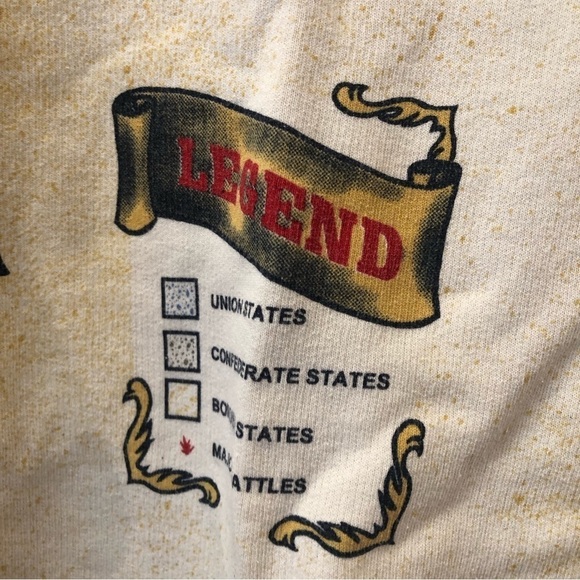 LEGEND
UNION STATES
CONFEDERATE STATES
STATES